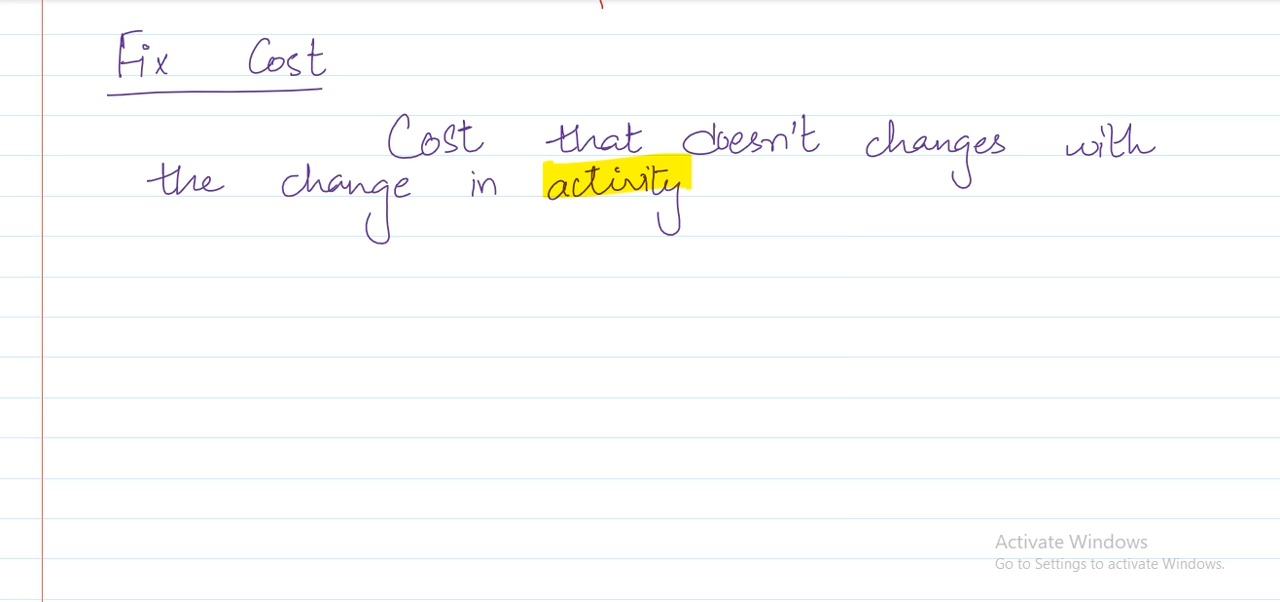 Fix Cost
Cost that doesn't changes with
the change in activity
Activate Windows
Go to Settings to activate Windows.